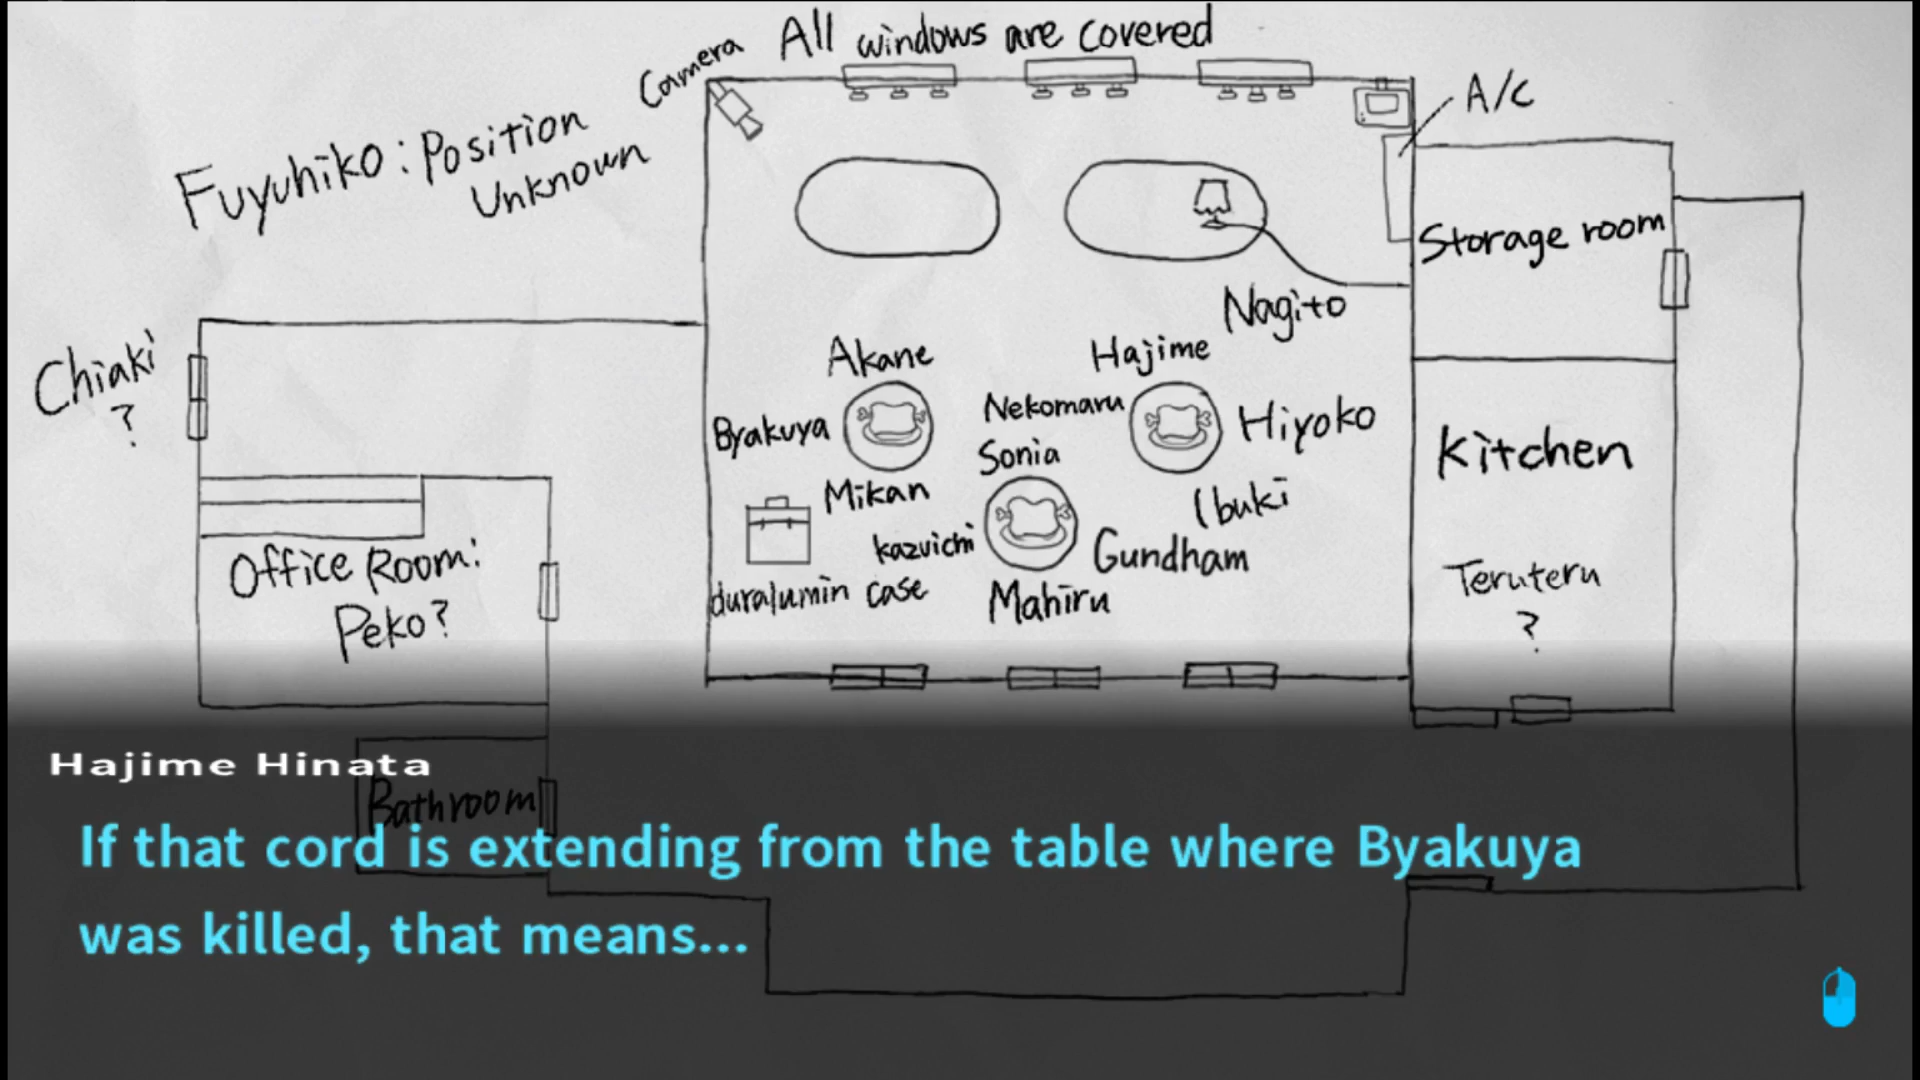 All windows are covered
Camera
A/C
Fuyuhiko: Position
Unknown
Storage room
Nagito
Chiaki
?
Akane
Hajime
Byakuya
Nekomaru
Hiyoko
Sonia
Kitchen
Mikan
Ibuki
kazuichi
Gundham
Office Room:
Peko?
duralumin case
Mahiru
Teruteru
?
Hajime Hinata
Bathroom
If that cord is extending from the table where Byakuya
was killed, that means...